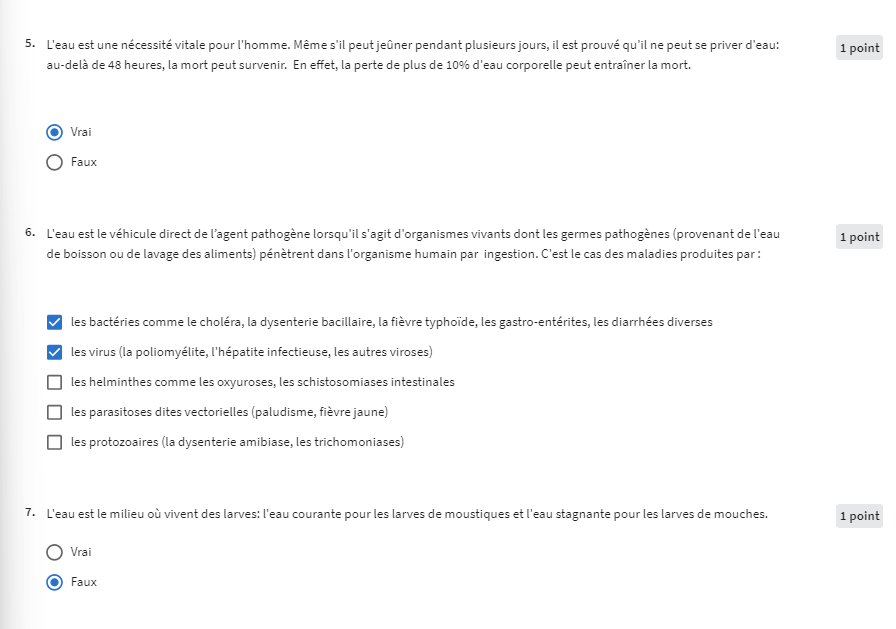 5. L'eau est une nécessité vitale pour l'homme. Même s'il peut jeûner pendant plusieurs jours, il est prouvé qu'il ne peut se priver d'eau:
1 point
au-delà de 48 heures, la mort peut survenir. En effet, la perte de plus de 10% d'eau corporelle peut entraîner la mort.
Vrai
Faux
6. L'eau est le véhicule direct de l'agent pathogène lorsqu'il s'agit d'organismes vivants dont les germes pathogènes (provenant de l'eau
1 point
de boisson ou de lavage des aliments) pénètrent dans l'organisme humain par ingestion. C'est le cas des maladies produites par :
les bactéries comme le choléra, la dysenterie bacillaire, la fièvre typhoïde, les gastro-entérites, les diarrhées diverses
les virus (la poliomyélite, l'hépatite infectieuse, les autres viroses)
les helminthes comme les oxyuroses, les schistosomiases intestinales
les parasitoses dites vectorielles (paludisme, fièvre jaune)
les protozoaires (la dysenterie amibiase, les trichomoniases)
7. L'eau est le milieu où vivent des larves: l'eau courante pour les larves de moustiques et l'eau stagnante pour les larves de mouches.
1 point
Vrai
Faux